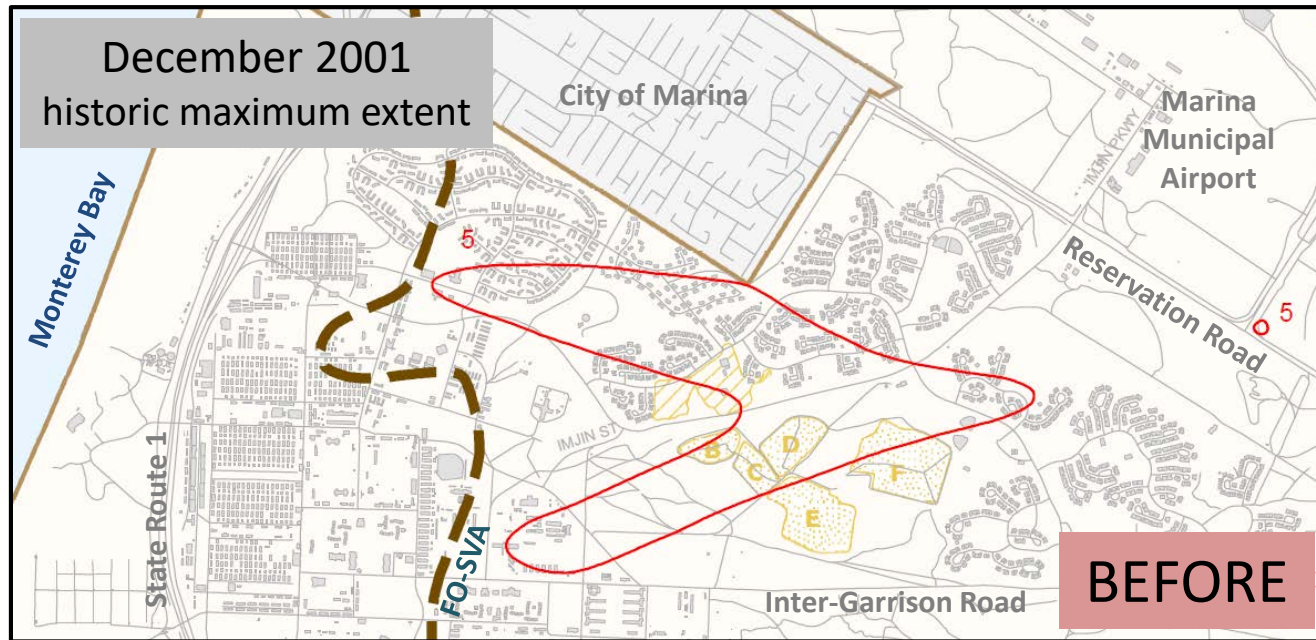 December 2001
historic maximum extent
City of Marina
Marina
Municipal
Airport
IMJIN PKWY
Monterey Bay
5
Reservation Road
5
IMJIN ST
B
D
C
F
E
State Route 1
FO-SVA
Inter-Garrison Road
BEFORE